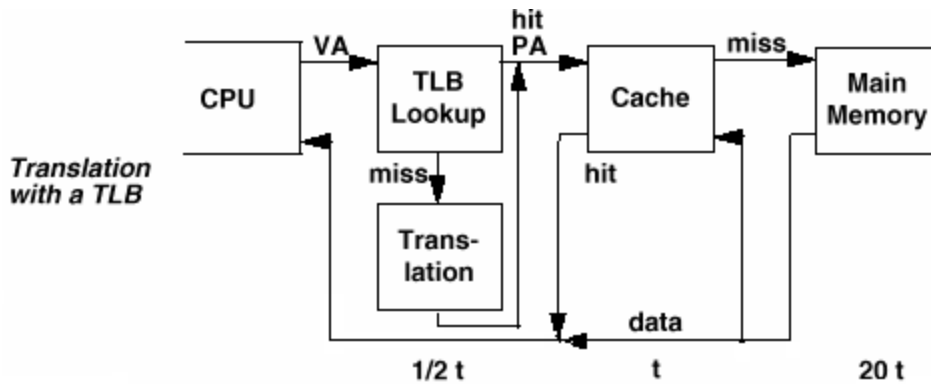 hit
VA
PA
miss
CPU
TLB
Lookup
Cache
Main
Memory
Translation
with a TLB
miss
hit
Trans-
lation
data
1/2 t
t
20 t